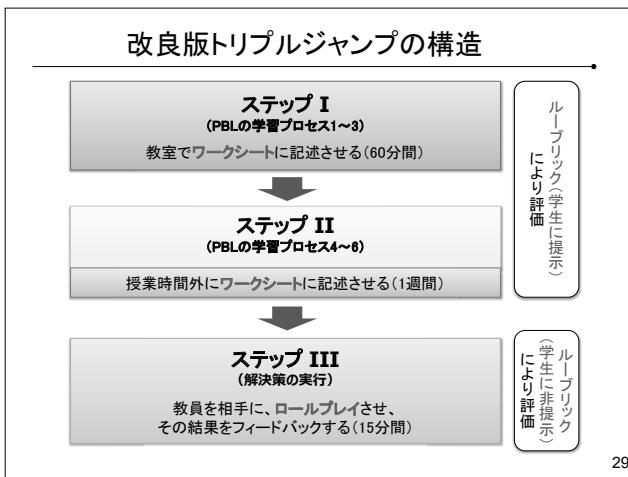 改良版トリプルジャンプの構造
ステップ I
(PBLの学習プロセス1～3)
教室でワークシートに記述させる(60分間)
ステップ II
(PBLの学習プロセス4～6)
授業時間外にワークシートに記述させる(1週間)
ステップ III
(解決策の実行)
教員を相手に、ロールプレイさせ、
その結果をフィードバックする(15分間)
ルーブリック(学生に提示)
により評価
ルーブリック
(学生に非提示)
により評価
29